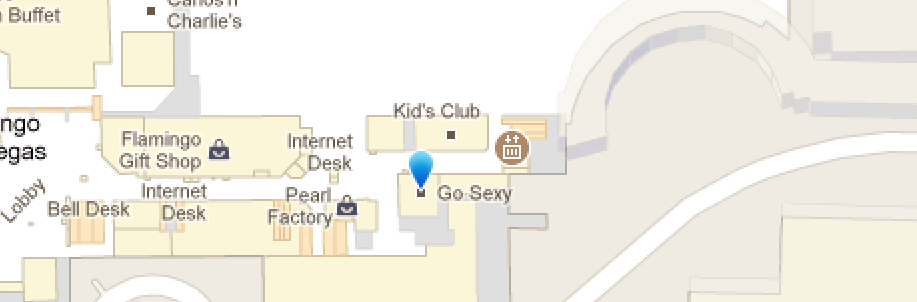 Buffet
Carlos n'
Charlie's
Kid's Club
ngo
egas
Flamingo
Gift Shop
Internet
Desk
Lobby
Bell Desk
Internet
Desk
Pearl
Factory
Go Sexy